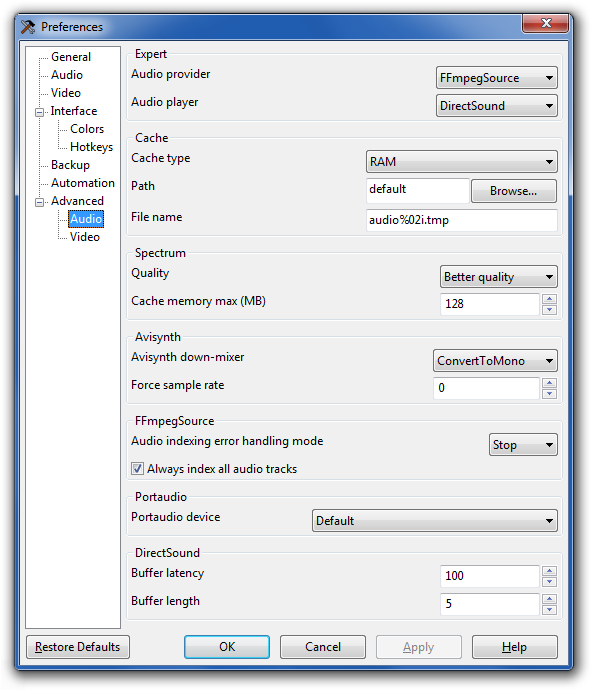 Preferences
General
Audio
Video
Interface
Colors
Hotkeys
Backup
Automation
Advanced
Audio
Video
Expert
Audio provider FFmpegSource
Audio player DirectSound
Cache
Cache type RAM
Path default Browse...
File name audio%02i.tmp
Spectrum
Quality Better quality
Cache memory max (MB) 128
Avisynth
Avisynth down-mixer ConvertToMono
Force sample rate 0
FFmpegSource
Audio indexing error handling mode Stop
Always index all audio tracks
Portaudio
Portaudio device Default
DirectSound
Buffer latency 100
Buffer length 5
Restore Defaults OK Cancel Apply Help